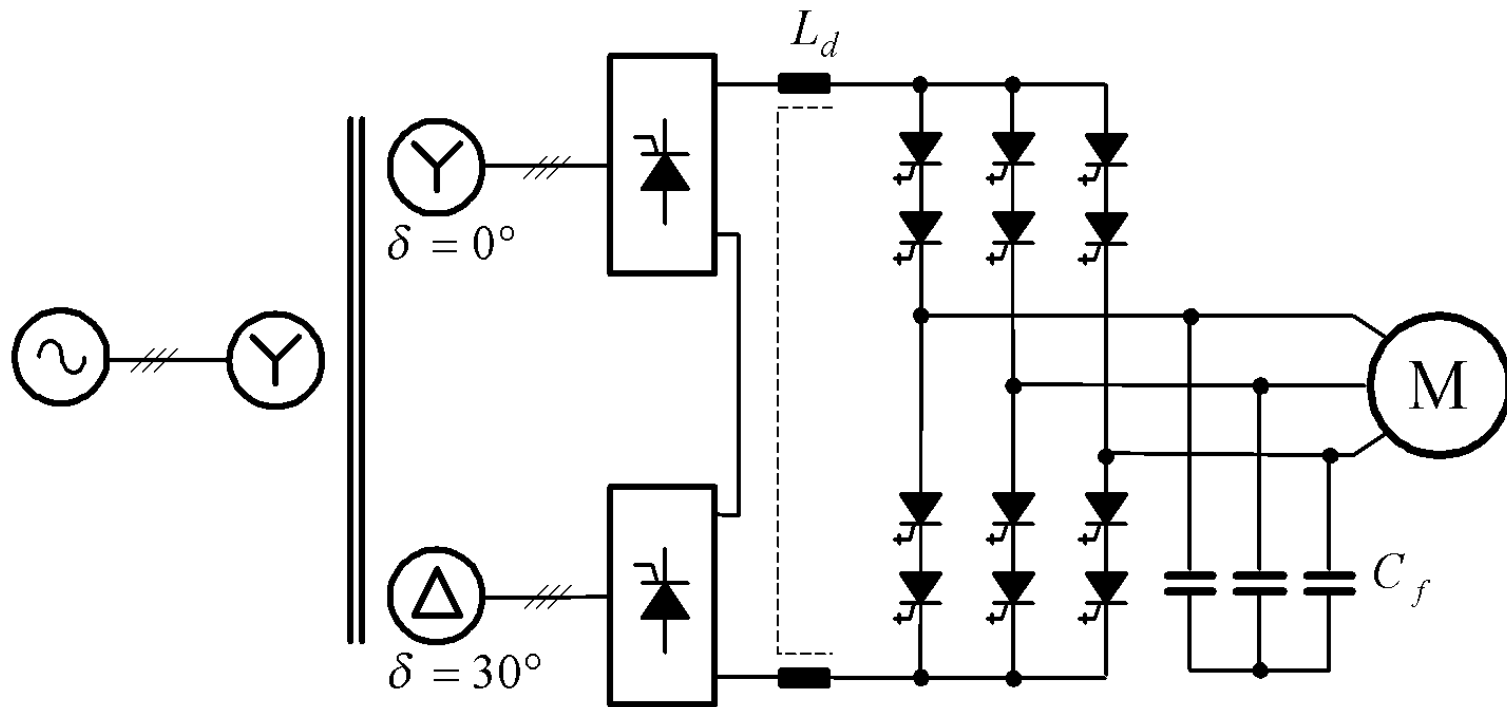 L_d
δ = 0°
M
C_f
δ = 30°